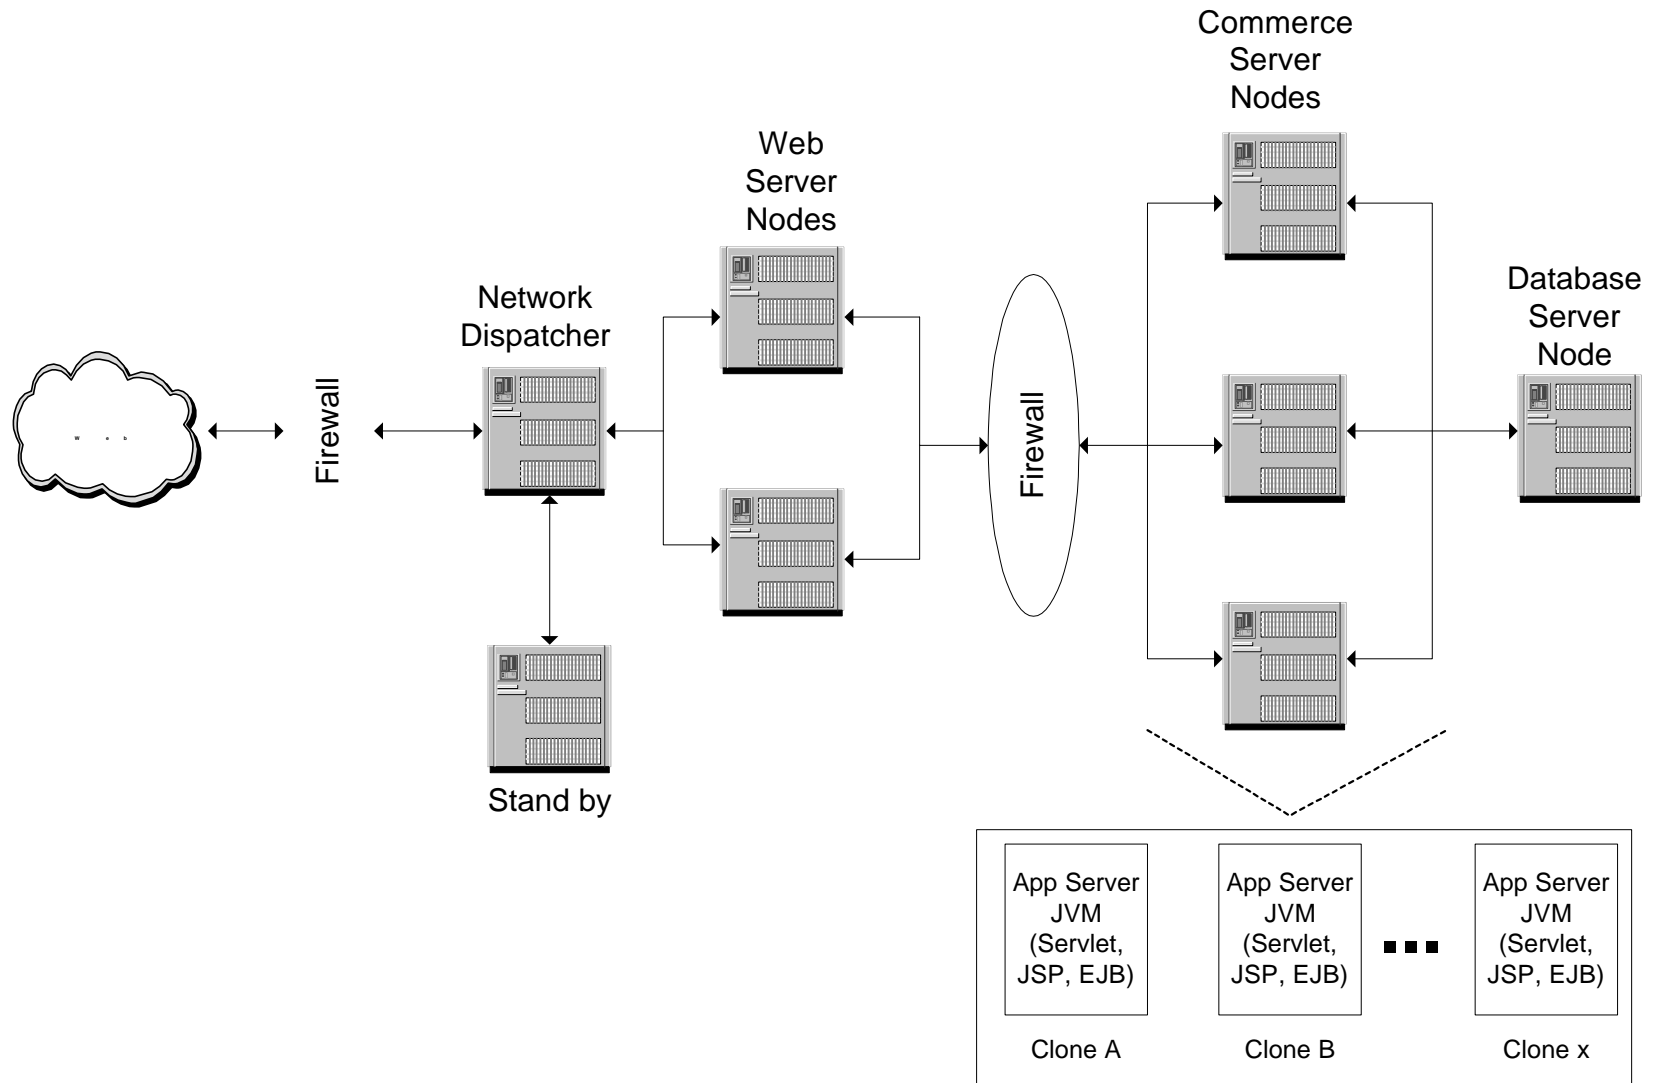 Commerce
Server
Nodes
Web
Server
Nodes
Database
Server
Node
Network
Dispatcher
Web
Firewall
Firewall
Stand by
App Server
JVM
(Servlet,
JSP, EJB)
App Server
JVM
(Servlet,
JSP, EJB)
App Server
JVM
(Servlet,
JSP, EJB)
Clone A
Clone B
Clone x